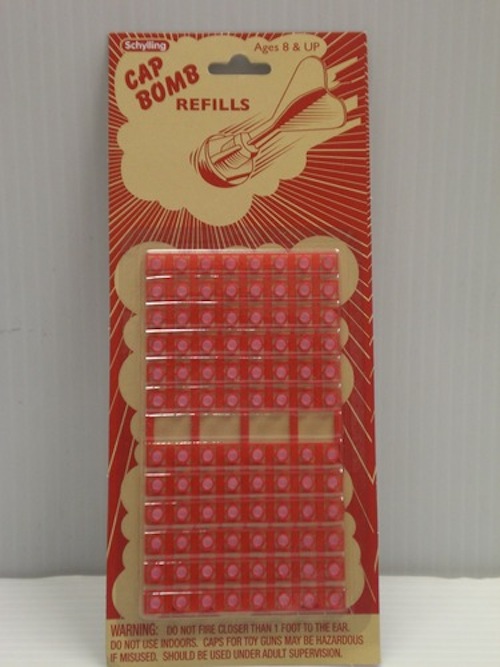 Schylling
Ages 8 & UP
CAP
BOMB
REFILLS
WARNING: DO NOT FIRE CLOSER THAN 1 FOOT TO THE EAR.
DO NOT USE INDOORS. CAPS FOR TOY GUNS MAY BE HAZARDOUS
IF MISUSED. SHOULD BE USED UNDER ADULT SUPERVISION.